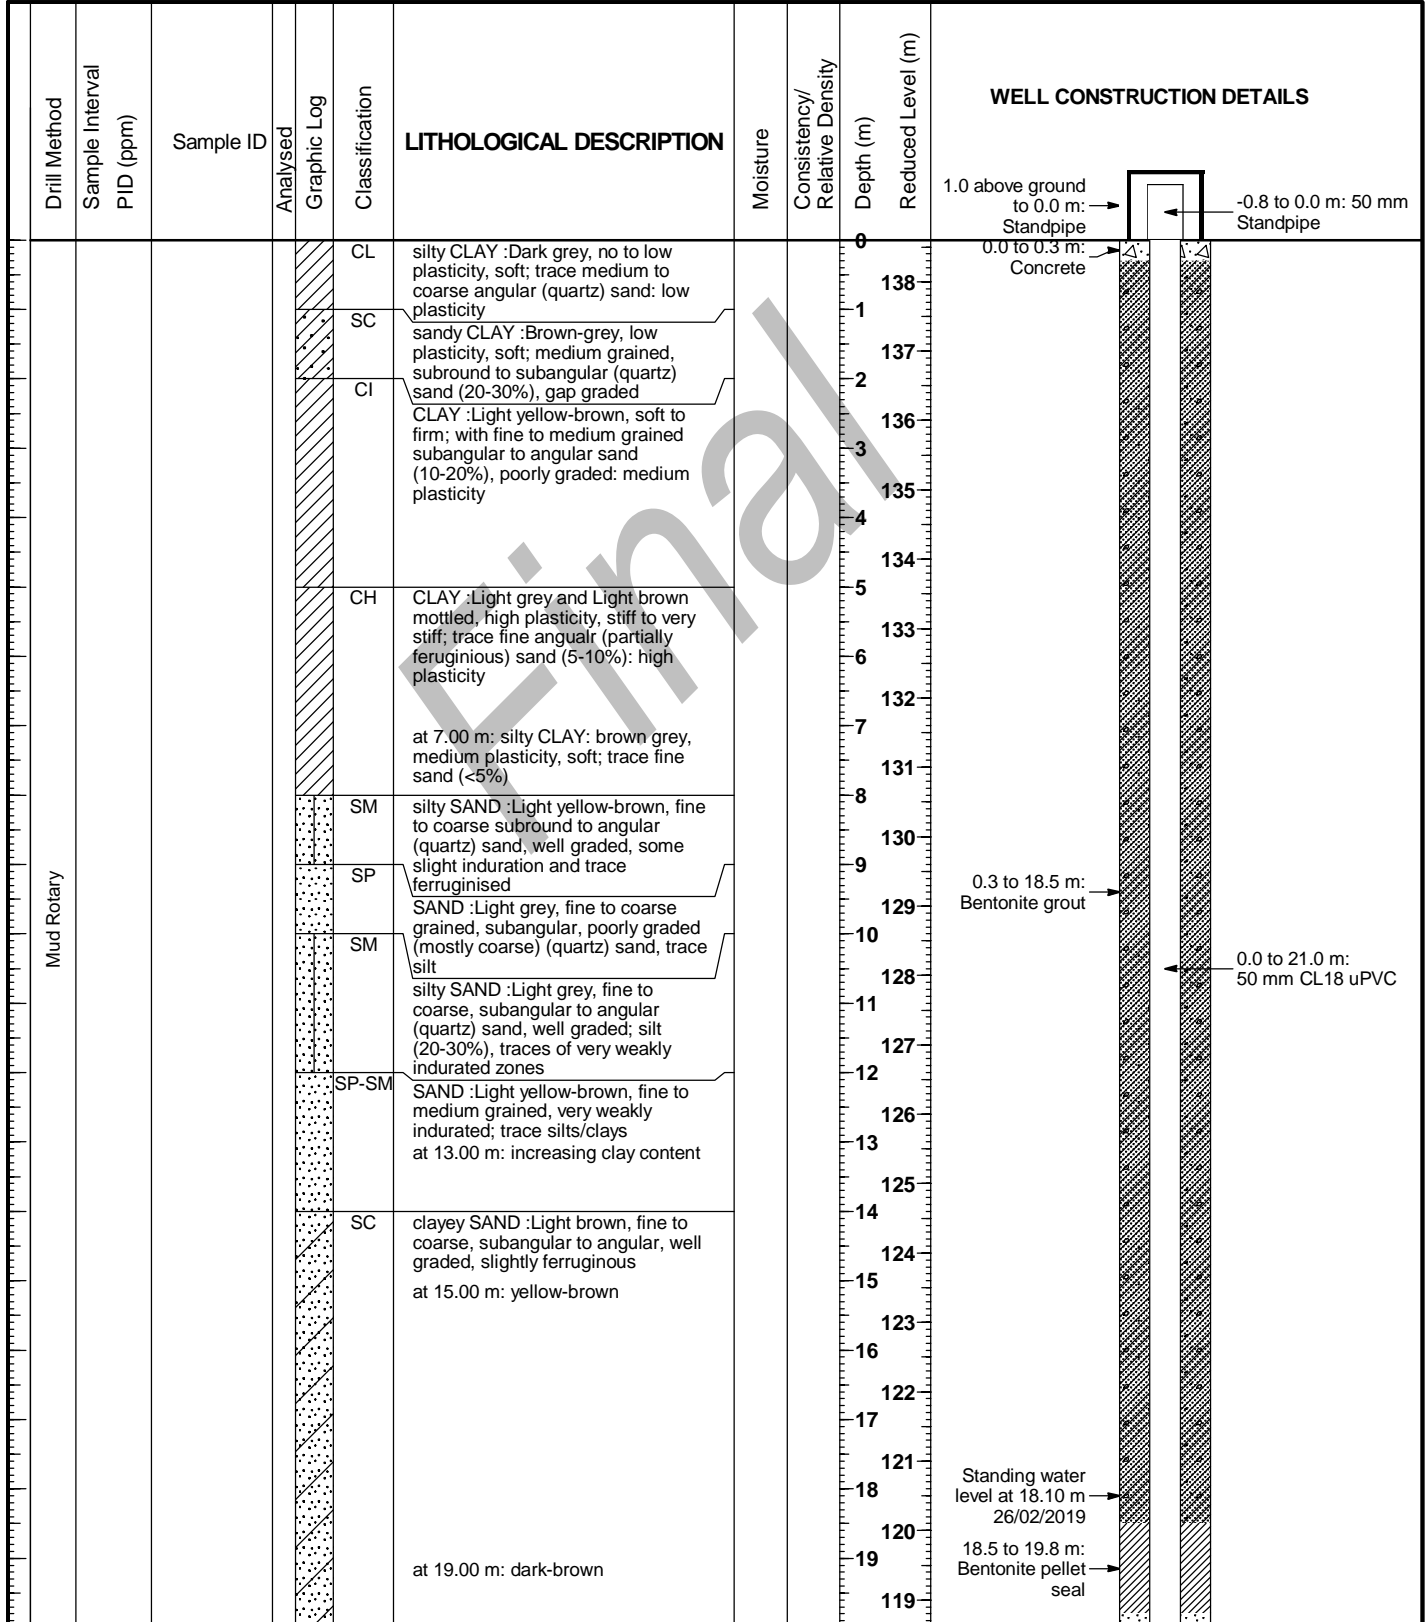 Drill Method
Sample Interval
PID (ppm)
Sample ID
Analysed
Graphic Log
Classification
LITHOLOGICAL DESCRIPTION
Moisture
Consistency/
Relative Density
Depth (m)
Reduced Level (m)
WELL CONSTRUCTION DETAILS
1.0 above ground
to 0.0 m:
Standpipe
-0.8 to 0.0 m: 50 mm
Standpipe
0.0 to 0.3 m:
Concrete
Mud Rotary
CL
silty CLAY :Dark grey, no to low
plasticity, soft; trace medium to
coarse angular (quartz) sand: low
plasticity
SC
sandy CLAY :Brown-grey, low
plasticity, soft; medium grained,
subround to subangular (quartz)
sand (20-30%), gap graded
CI
CLAY :Light yellow-brown, soft to
firm; with fine to medium grained
subangular to angular sand
(10-20%), poorly graded: medium
plasticity
CH
CLAY :Light grey and Light brown
mottled, high plasticity, stiff to very
stiff; trace fine angualr (partially
feruginious) sand (5-10%): high
plasticity
at 7.00 m: silty CLAY: brown grey,
medium plasticity, soft; trace fine
sand (<5%)
SM
silty SAND :Light yellow-brown, fine
to coarse subround to angular
(quartz) sand, well graded, some
slight induration and trace
ferruginised
SP
SAND :Light grey, fine to coarse
grained, subangular, poorly graded
(mostly coarse) (quartz) sand, trace
silt
SM
silty SAND :Light grey, fine to
coarse, subangular to angular
(quartz) sand, well graded; silt
(20-30%), traces of very weakly
indurated zones
SP-SM
SAND :Light yellow-brown, fine to
medium grained, very weakly
indurated; trace silts/clays
at 13.00 m: increasing clay content
SC
clayey SAND :Light brown, fine to
coarse, subangular to angular, well
graded, slightly ferruginous
at 15.00 m: yellow-brown
at 19.00 m: dark-brown
0
1
2
3
4
5
6
7
8
9
10
11
12
13
14
15
16
17
18
19
138
137
136
135
134
133
132
131
130
129
128
127
126
125
124
123
122
121
120
119
0.3 to 18.5 m:
Bentonite grout
0.0 to 21.0 m:
50 mm CL18 uPVC
Standing water
level at 18.10 m
26/02/2019
18.5 to 19.8 m:
Bentonite pellet
seal
Final